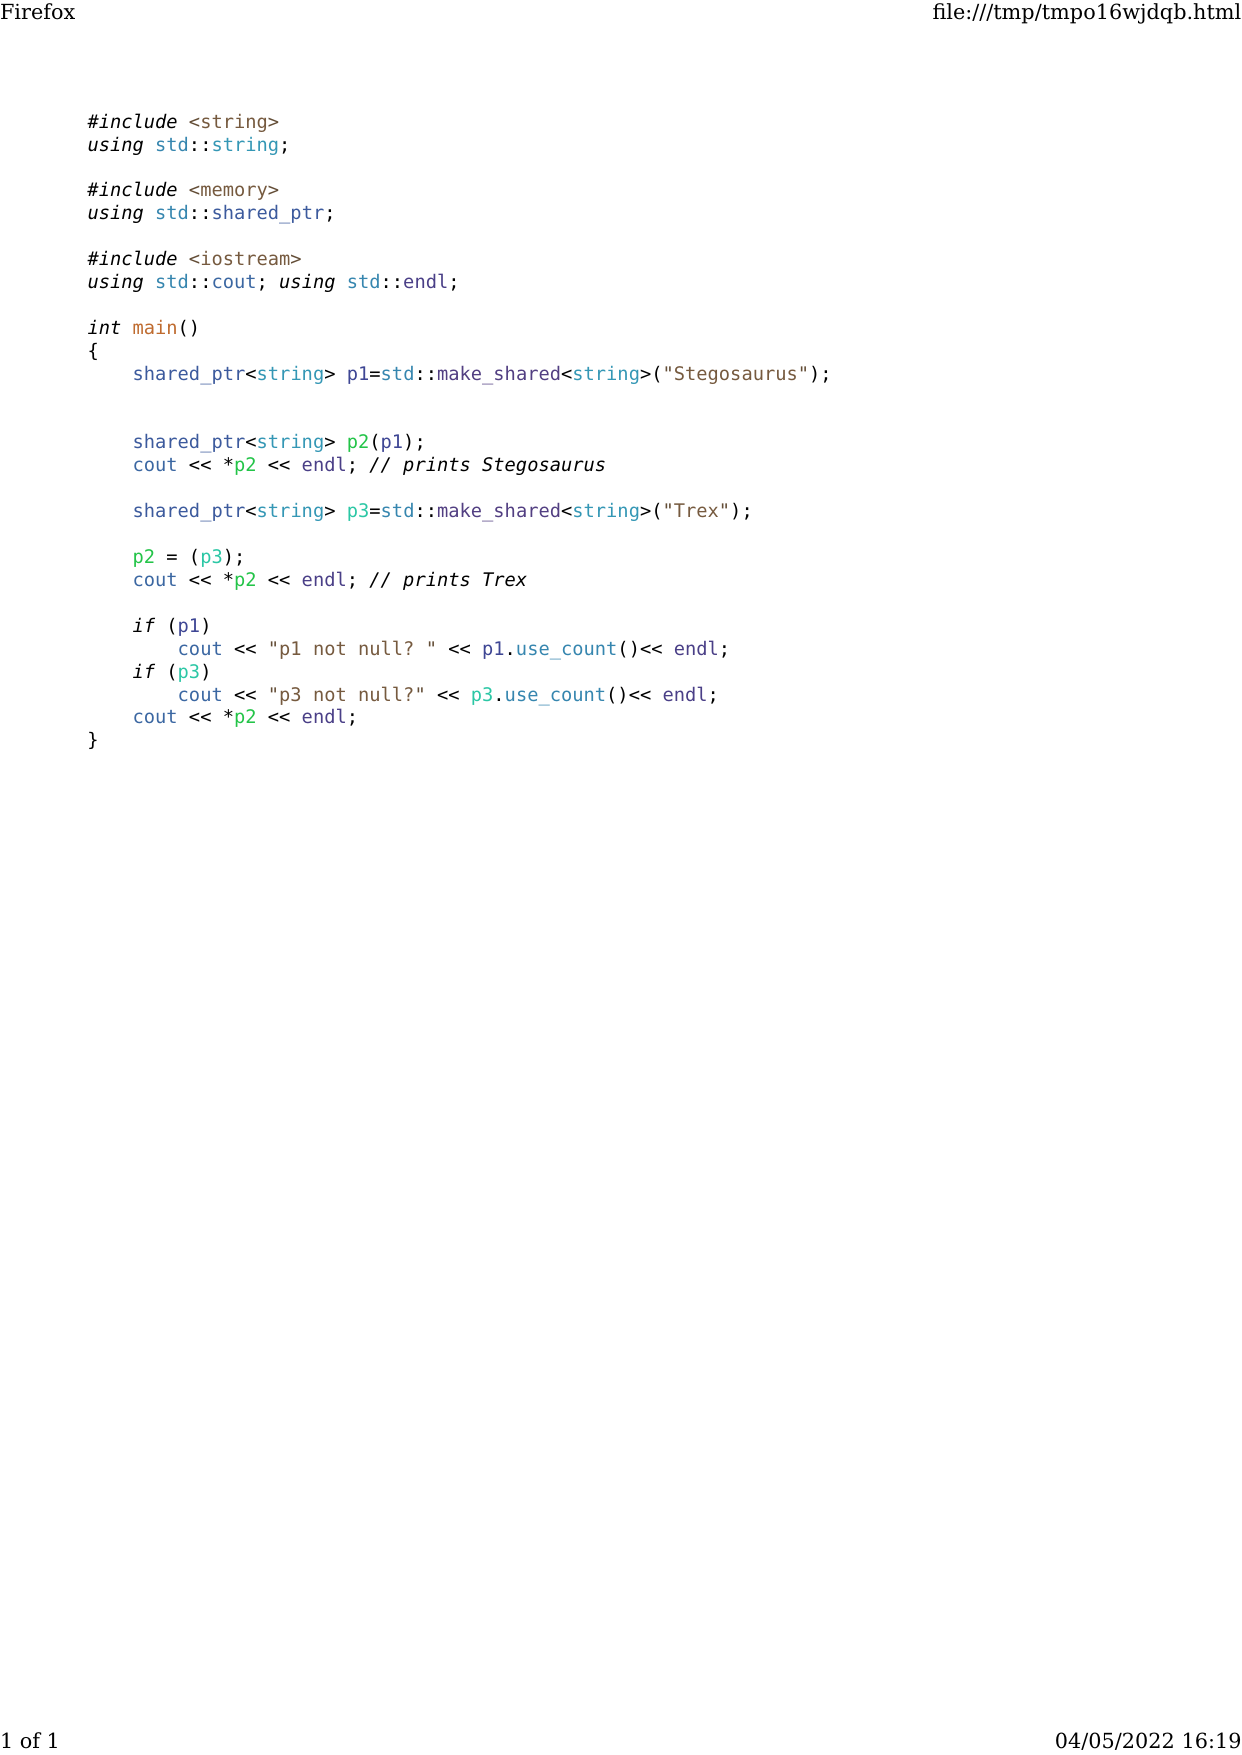 Firefox
file:///tmp/tmpo16wjdqb.html
#include <string>
using std::string;
#include <memory>
using std::shared_ptr;
#include <iostream>
using std::cout; using std::endl;
int main()
{
    shared_ptr<string> p1=std::make_shared<string>("Stegosaurus");
    shared_ptr<string> p2(p1);
    cout << *p2 << endl; // prints Stegosaurus
    shared_ptr<string> p3=std::make_shared<string>("Trex");
    p2 = (p3);
    cout << *p2 << endl; // prints Trex
    if (p1)
        cout << "p1 not null? " << p1.use_count()<< endl;
    if (p3)
        cout << "p3 not null?" << p3.use_count()<< endl;
    cout << *p2 << endl;
}
1 of 1
04/05/2022 16:19